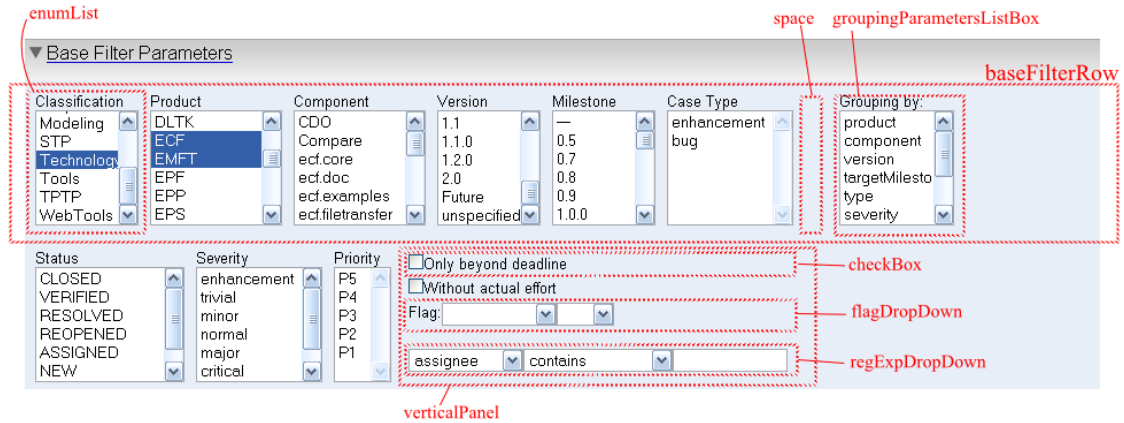 enumList
space groupingParametersListBox
Base Filter Parameters
baseFilterRow
Classification Product Component Version Milestone Case Type Grouping by:
Modeling DLTK CDO 1.1 — enhancement product
STP ECF Compare 1.1.0 0.5 bug component
Technology EMFT ecf.core 1.2.0 0.7 version
Tools EPF ecf.doc 2.0 0.8 targetMilesto
TPTP EPP ecf.examples Future 0.9 type
WebTools EPS ecf.filetransfer unspecified 1.0.0 severity
Status Severity Priority Only beyond deadline checkBox
CLOSED enhancement P5
VERIFIED trivial P4 Without actual effort
RESOLVED minor P3 Flag: flagDropDown
REOPENED normal P2
ASSIGNED major P1
NEW critical assignee contains regExpDropDown
verticalPanel